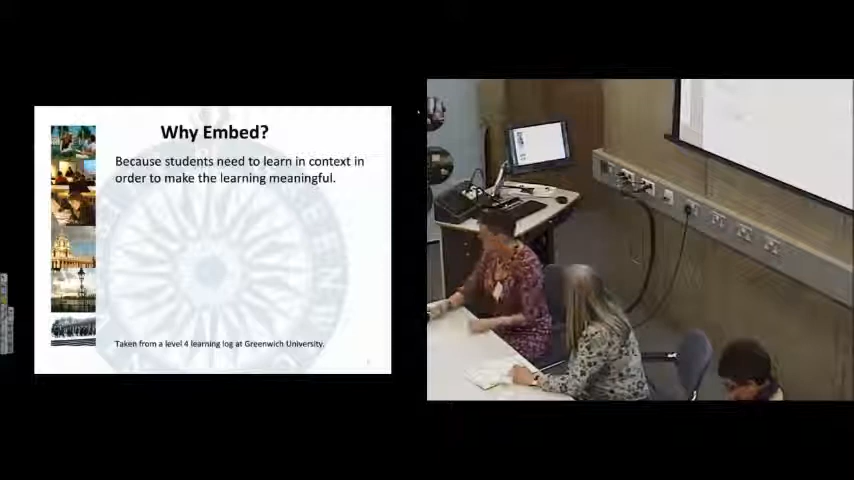 Why Embed?
Because students need to learn in context in
order to make the learning meaningful.
Taken from a level 4 learning log at Greenwich University.